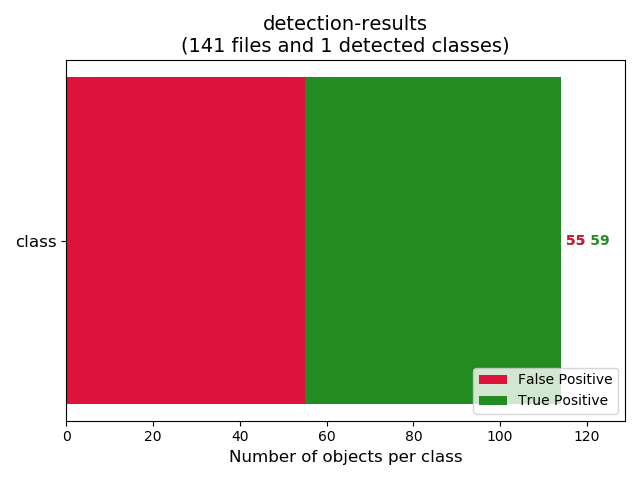 detection-results
(141 files and 1 detected classes)
class
55 59
False Positive
True Positive
0 20 40 60 80 100 120
Number of objects per class